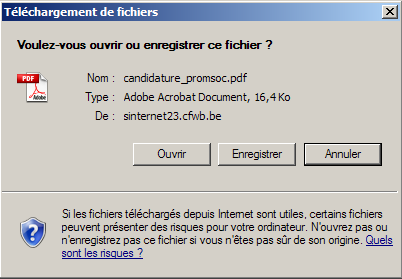 Téléchargement de fichiers
Voulez-vous ouvrir ou enregistrer ce fichier ?
PDF
Adobe
Nom : candidature_promsoc.pdf
Type : Adobe Acrobat Document, 16,4 Ko
De : sinternet23.cfwb.be
Ouvrir Enregistrer Annuler
Si les fichiers téléchargés depuis Internet sont utiles, certains fichiers
peuvent présenter des risques pour votre ordinateur. N'ouvrez pas ou
n'enregistrez pas ce fichier si vous n'êtes pas sûr de son origine. Quels
sont les risques ?